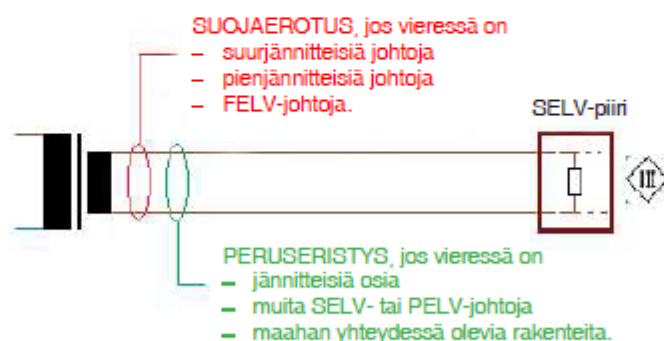 SUOJAEROTUS, jos vieressä on
– suurjännitteisiä johtoja
– pienjännitteisiä johtoja
– FELV-johtoja.
SELV-piiri
III
PERUSERISTYS, jos vieressä on
– jännitteisiä osia
– muita SELV- tai PELV-johtoja
– maahan yhteydessä olevia rakenteita.